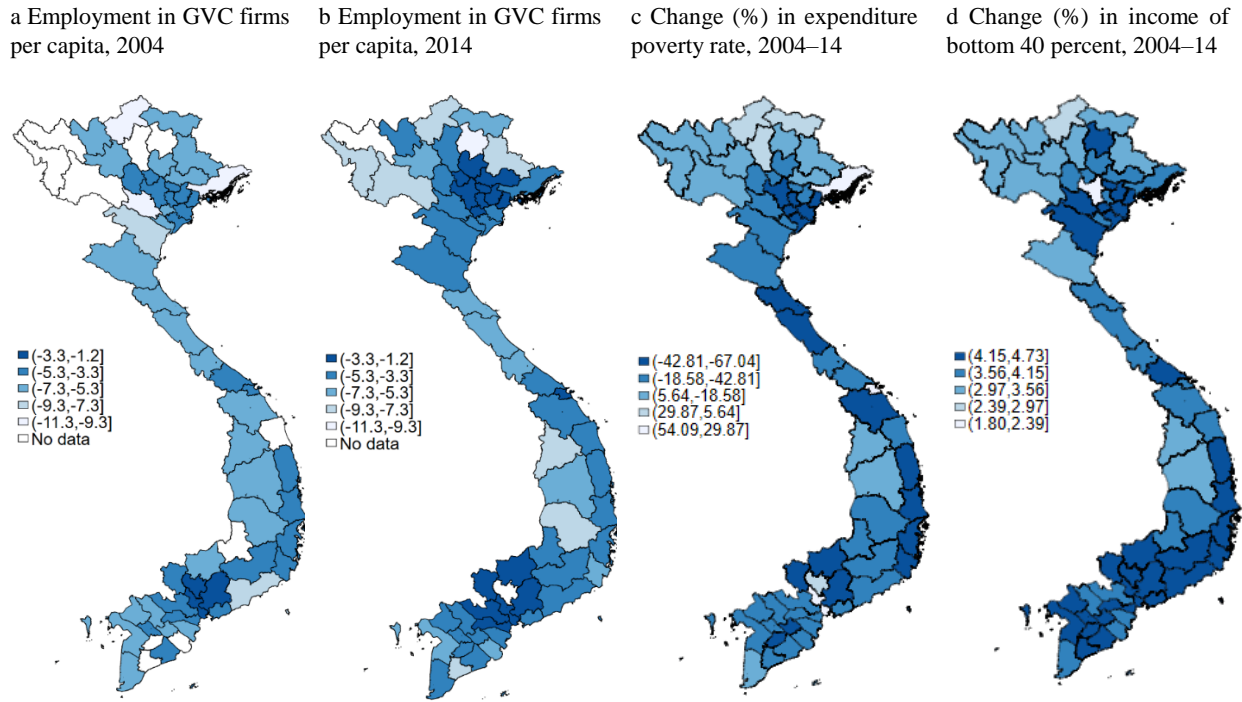 a Employment in GVC firms
per capita, 2004
b Employment in GVC firms
per capita, 2014
c Change (%) in expenditure
poverty rate, 2004–14
d Change (%) in income of
bottom 40 percent, 2004–14
(-3.3,-1.2]
(-5.3,-3.3]
(-7.3,-5.3]
(-9.3,-7.3]
(-11.3,-9.3]
No data
(-3.3,-1.2]
(-5.3,-3.3]
(-7.3,-5.3]
(-9.3,-7.3]
(-11.3,-9.3]
No data
(-42.81,-67.04]
(-18.58,-42.81]
(5.64,-18.58]
(29.87,5.64]
(54.09,29.87]
(4.15,4.73]
(3.56,4.15]
(2.97,3.56]
(2.39,2.97]
(1.80,2.39]